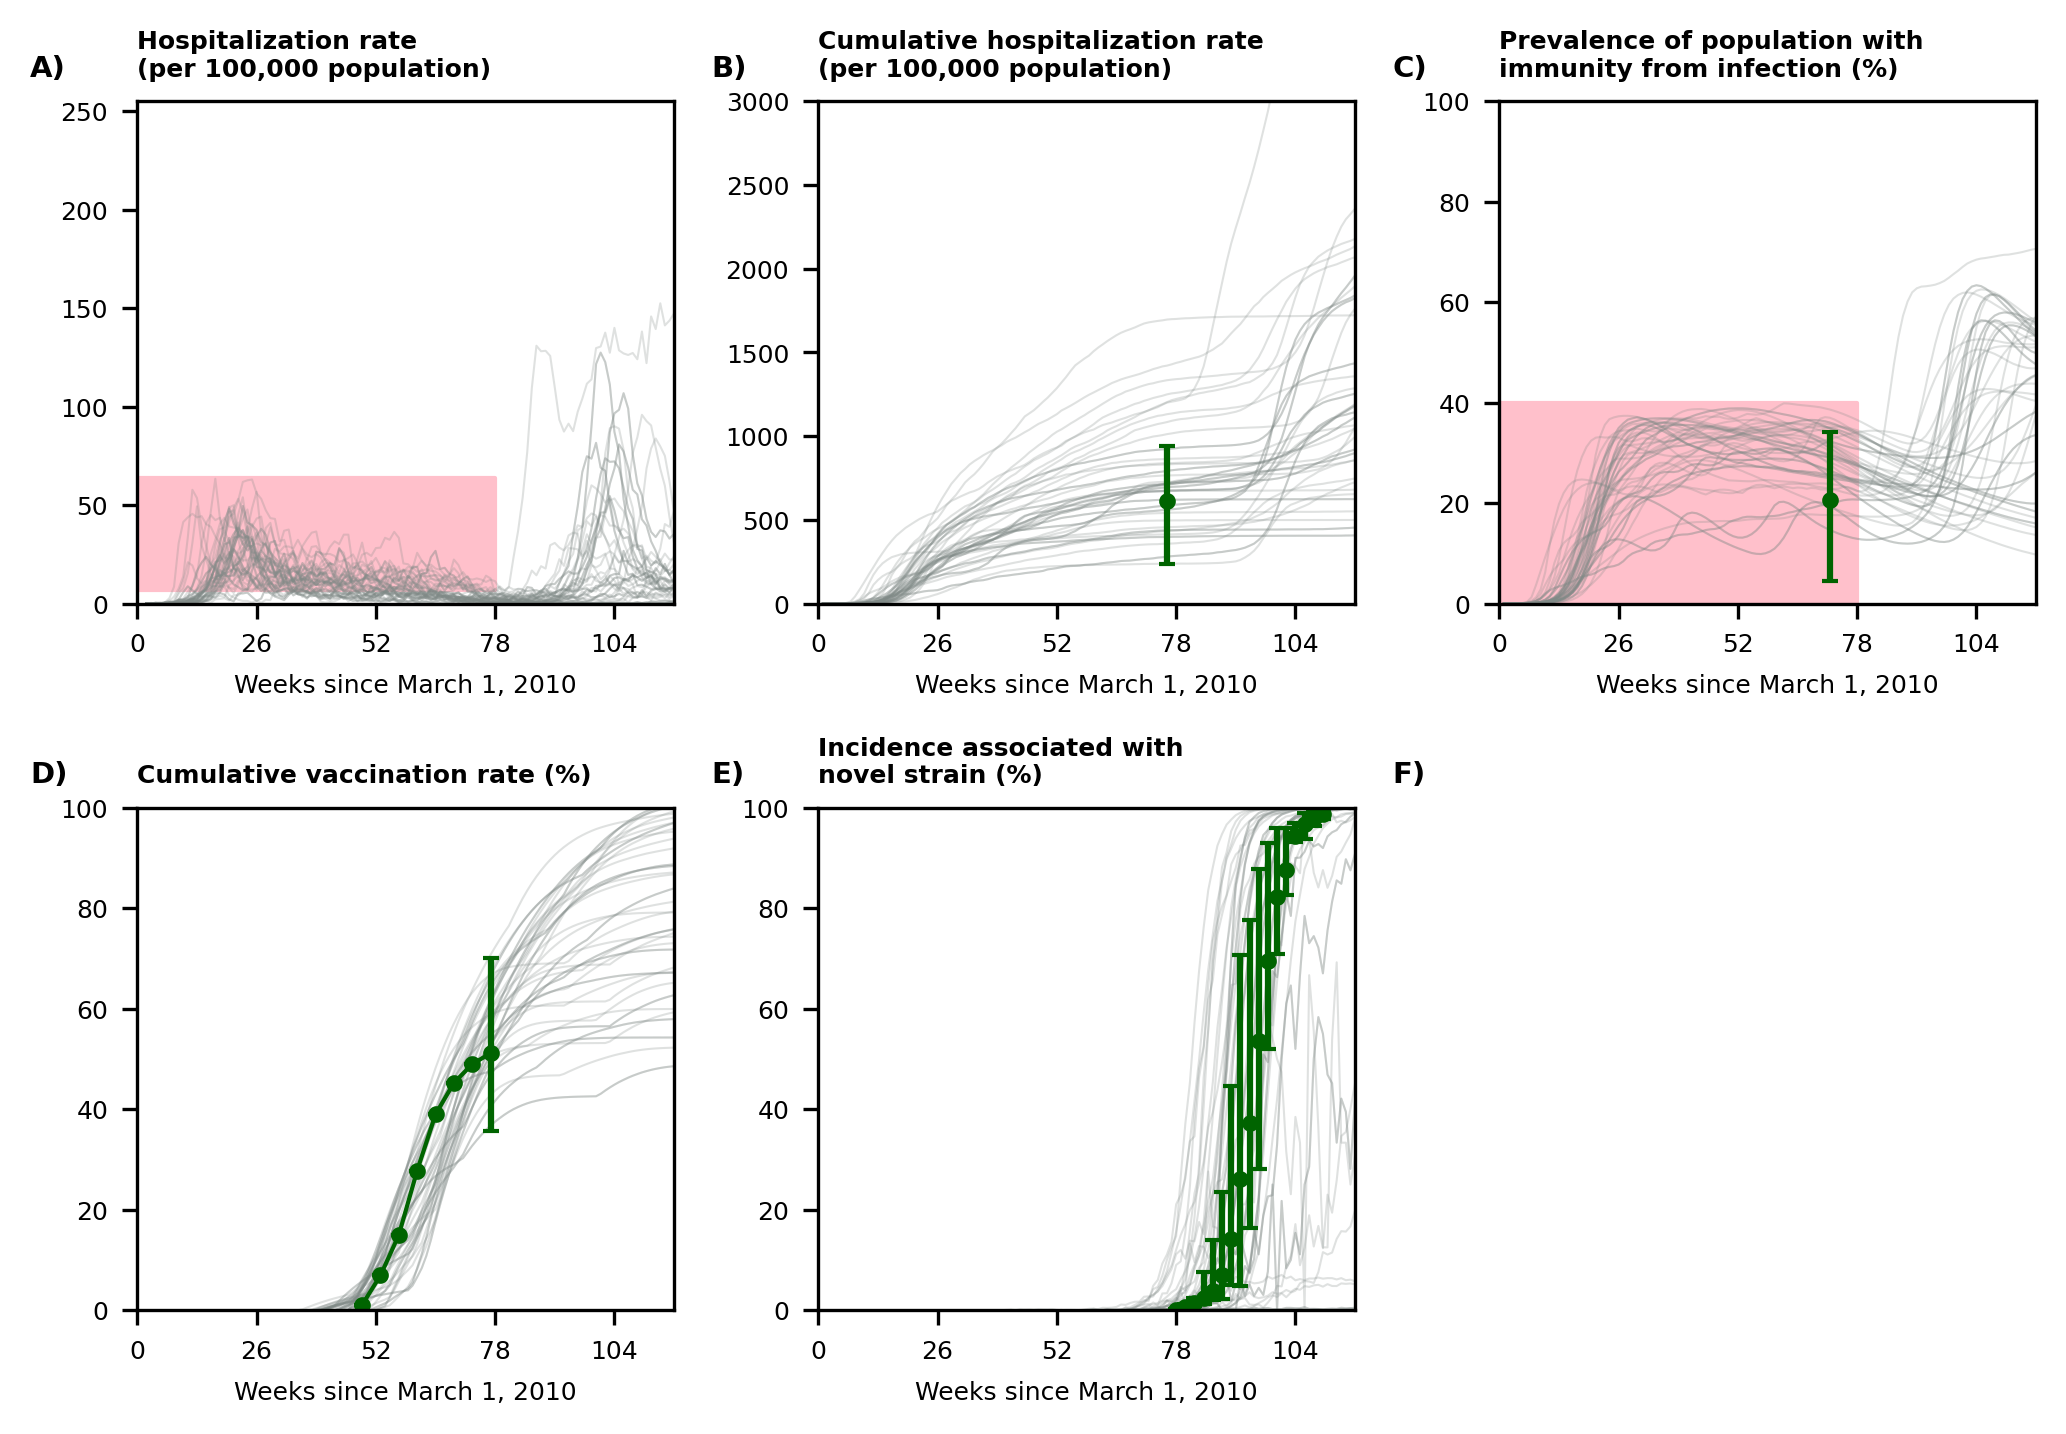 A)
Hospitalization rate
(per 100,000 population)
250
200
150
100
50
0
0 26 52 78 104
Weeks since March 1, 2010
B)
Cumulative hospitalization rate
(per 100,000 population)
3000
2500
2000
1500
1000
500
0
0 26 52 78 104
Weeks since March 1, 2010
C)
Prevalence of population with
immunity from infection (%)
100
80
60
40
20
0
0 26 52 78 104
Weeks since March 1, 2010
D)
Cumulative vaccination rate (%)
100
80
60
40
20
0
0 26 52 78 104
Weeks since March 1, 2010
E)
Incidence associated with
novel strain (%)
100
80
60
40
20
0
0 26 52 78 104
Weeks since March 1, 2010
F)